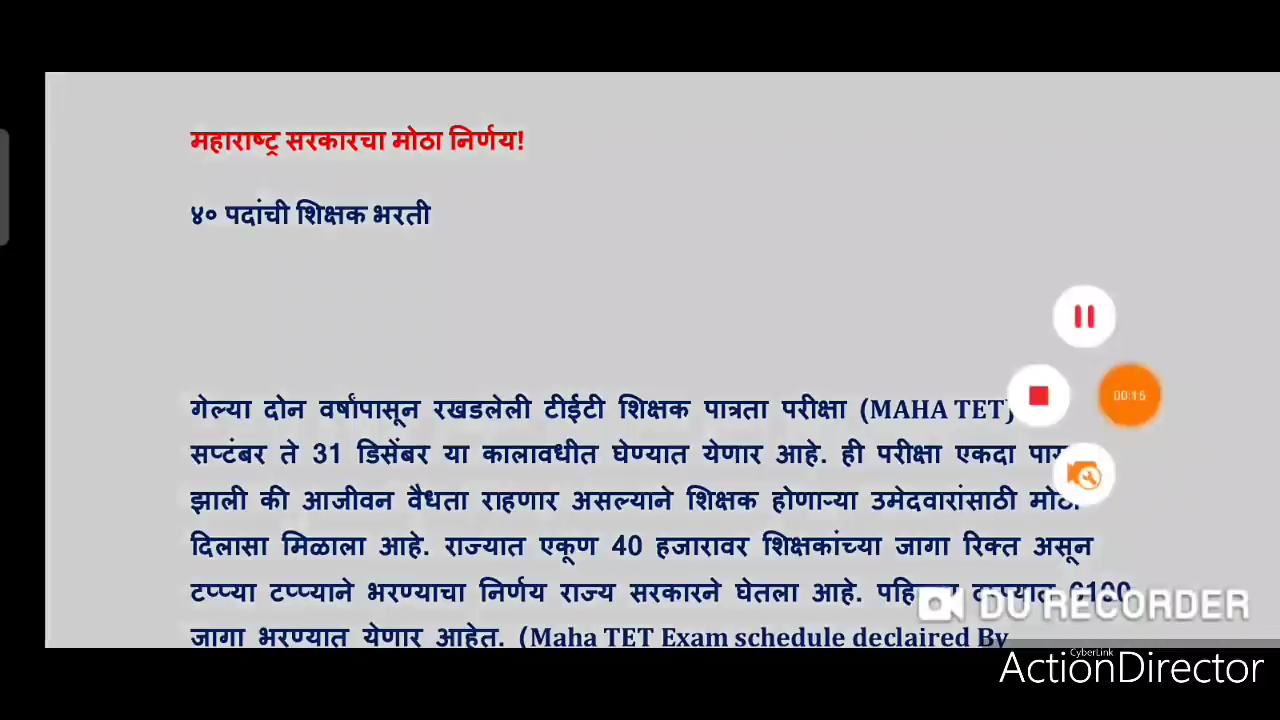 महाराष्ट्र सरकारचा मोठा निर्णय!
४० पदांची शिक्षक भरती
गेल्या दोन वर्षांपासून रखडलेली टीईटी शिक्षक पात्रता परीक्षा (MAHA TET)
सप्टंबर ते 31 डिसेंबर या कालावधीत घेण्यात येणार आहे. ही परीक्षा एकदा
झाली की आजीवन वैधता राहणार असल्याने शिक्षक होणाऱ्या उमेदवारांसाठी
दिलासा मिळाला आहे. राज्यात एकूण 40 हजारावर शिक्षकांच्या जागा रिक्त असून
टप्प्या टप्प्याने भरण्याचा निर्णय राज्य सरकारने घेतला आहे.
जागा भरण्यात येणार आहेत. (Maha TET Exam schedule declaired By
00:15
DU RECORDER
CyberLink
ActionDirector